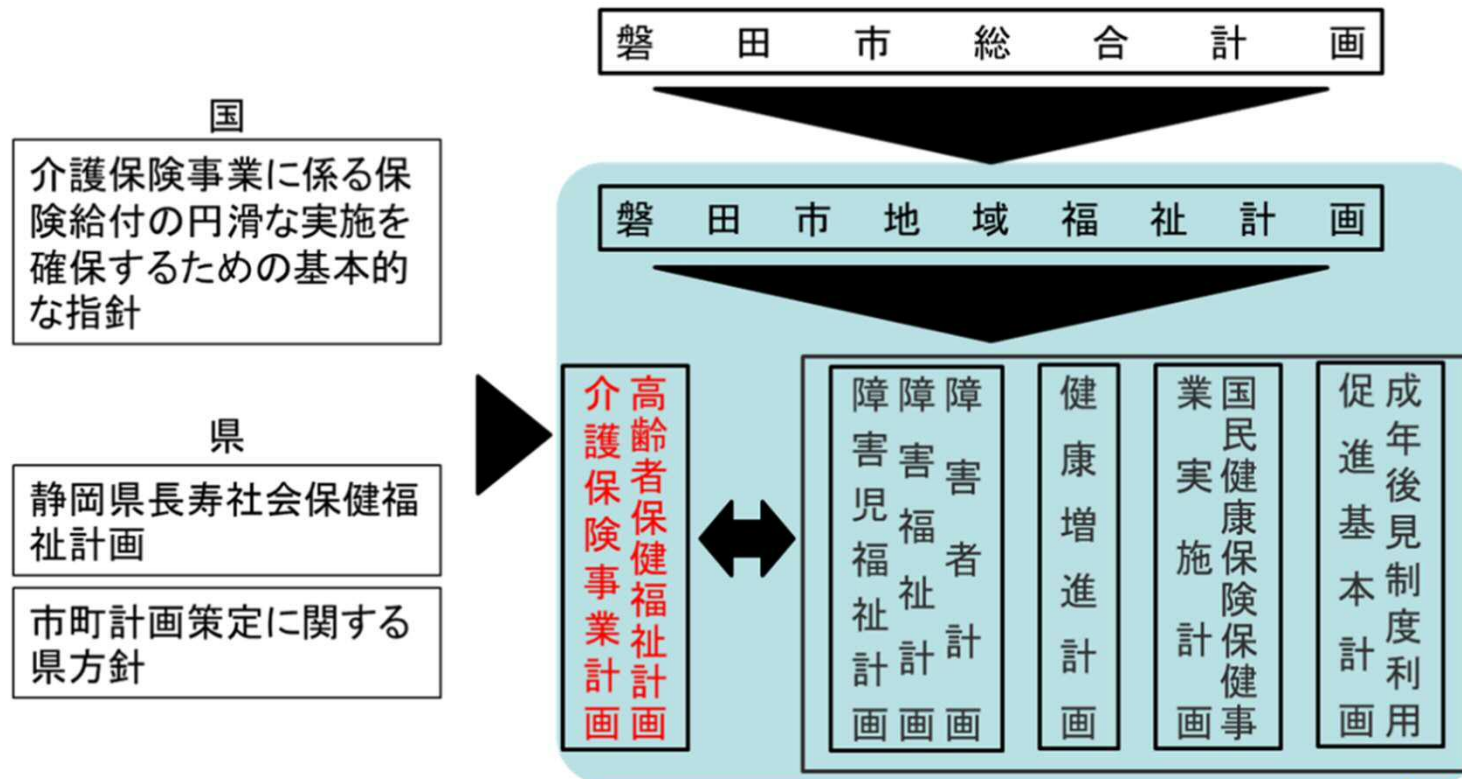 磐田市総合計画
国
介護保険事業に係る保
険給付の円滑な実施を
確保するための基本的
な指針
県
静岡県長寿社会保健福
祉計画
市町計画策定に関する
県方針
磐田市地域福祉計画
高齢者保健福祉計画
介護保険事業計画
障害者計画
障害福祉計画
障害児福祉計画
健康増進計画
国民健康保険保健事
業実施計画
成年後見制度利用
促進基本計画